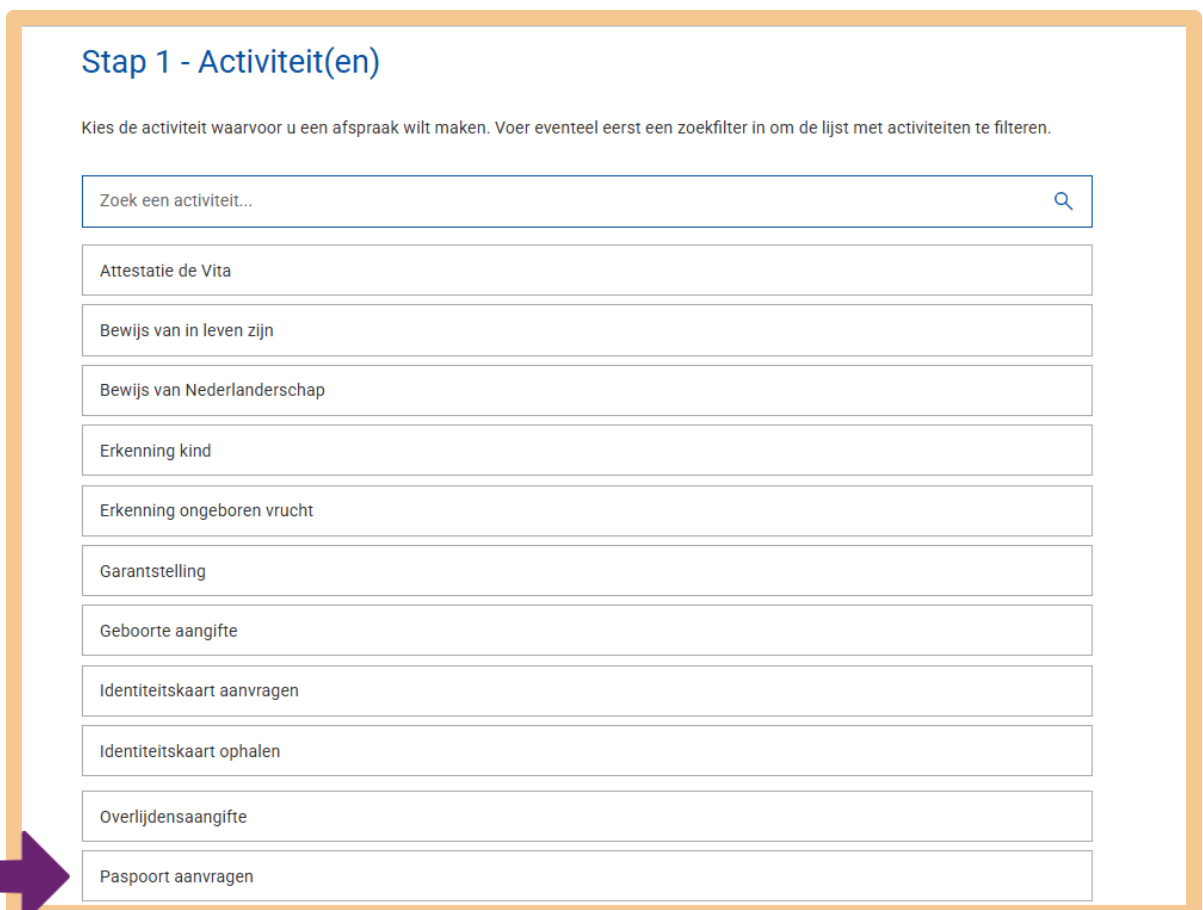 Stap 1 - Activiteit(en)
Kies de activiteit waarvoor u een afspraak wilt maken. Voer eventueel eerst een zoekfilter in om de lijst met activiteiten te filteren.
Zoek een activiteit...
Attestatie de Vita
Bewijs van in leven zijn
Bewijs van Nederlanderschap
Erkenning kind
Erkenning ongeboren vrucht
Garantstelling
Geboorte aangifte
Identiteitskaart aanvragen
Identiteitskaart ophalen
Overlijdensaangifte
Paspoort aanvragen